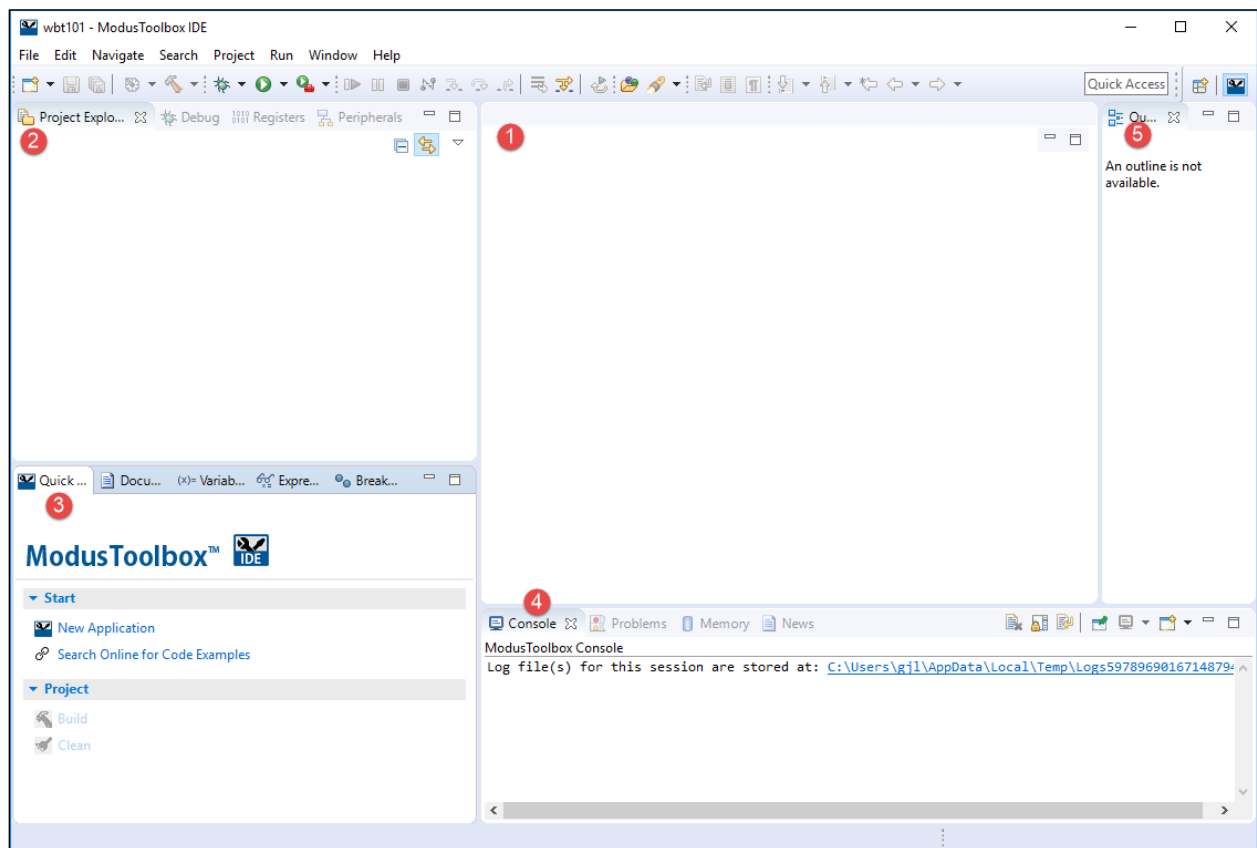 wbt101 - ModusToolbox IDE
File Edit Navigate Search Project Run Window Help
Quick Access
Project Explo... Debug Registers Peripherals
2
1
Ou...
5
An outline is not
available.
Quick ... Docu... (x)= Variab... Expre... Break...
3
ModusToolbox™ IDE
Start
New Application
Search Online for Code Examples
Project
Build
Clean
4
Console Problems Memory News
ModusToolbox Console
Log file(s) for this session are stored at: C:\Users\gjl\AppData\Local\Temp\Logs5978969016714879